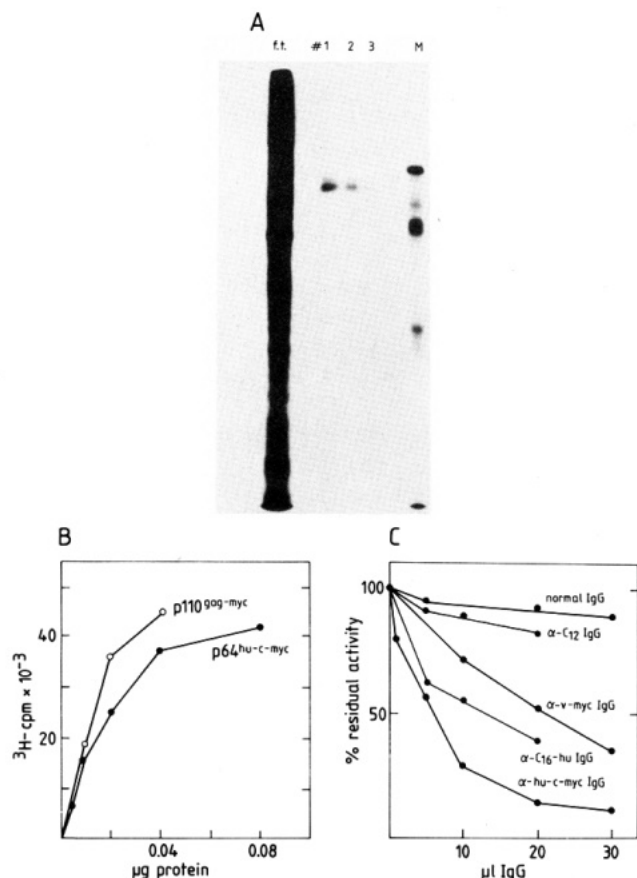 A
f.t. #1 2 3 M
B
³H-cpm × 10⁻³
40
20
p110gag-myc
p64hu-c-myc
0.04 0.08
µg protein
C
% residual activity
100
50
normal IgG
α-C12 IgG
α-v-myc IgG
α-C16-hu IgG
α-hu-c-myc IgG
10 20 30
µl IgG